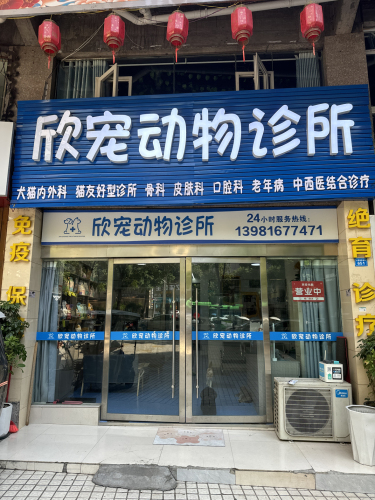 欣宠动物诊所
犬猫内外科 猫友好型诊所 骨科 皮肤科 口腔科 老年病 中西医结合诊疗
欣宠动物诊所
24小时服务热线:
13981677471
免疫保
绝育诊疗
营业中
欣宠动物诊所
欣宠动物诊所
欣宠动物诊所
欣宠动物诊所